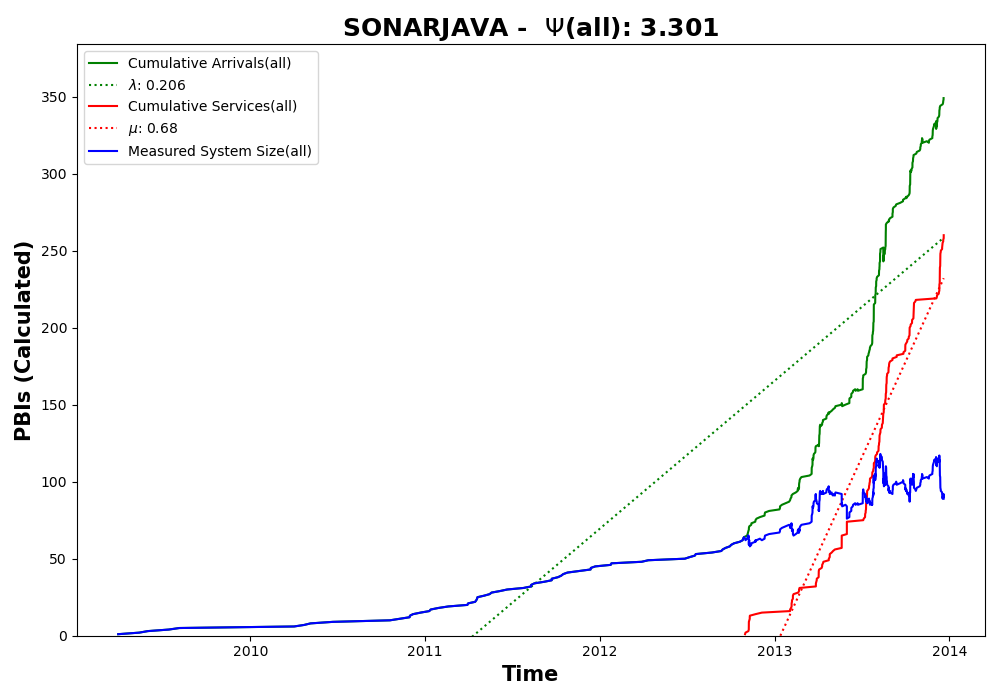 SONARJAVA - Ψ(all): 3.301
Cumulative Arrivals(all)
λ: 0.206
Cumulative Services(all)
μ: 0.68
Measured System Size(all)
PBIs (Calculated)
350
300
250
200
150
100
50
0
2010 2011 2012 2013 2014
Time